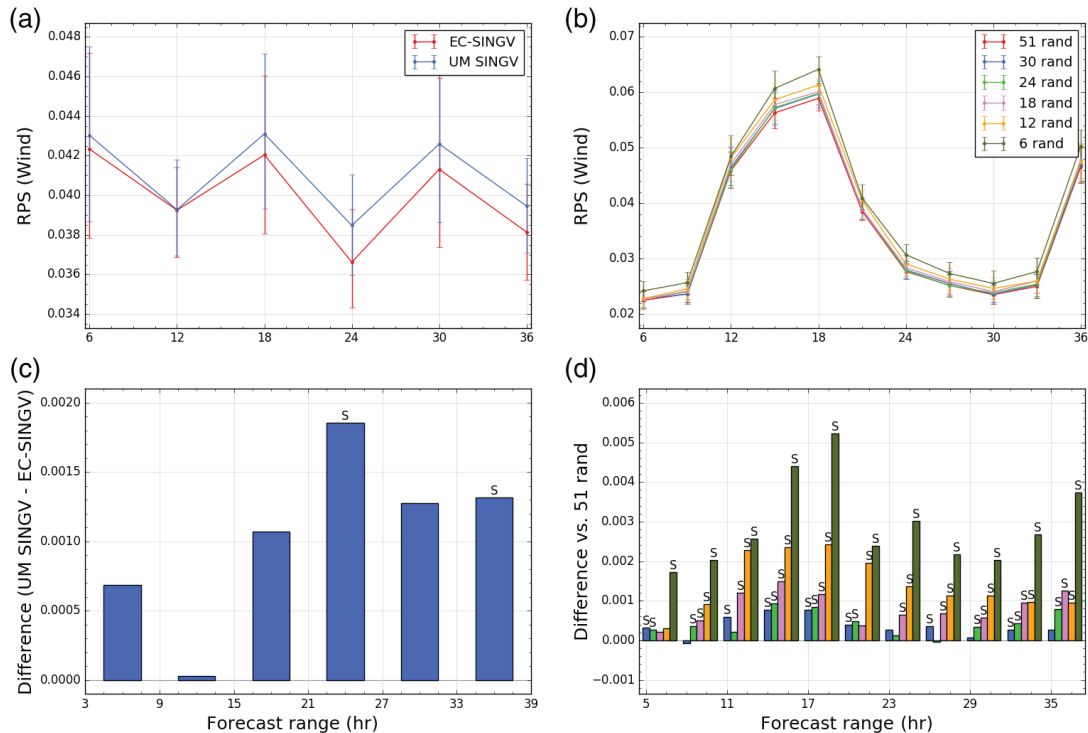 (a)
0.048
0.046
0.044
0.042
0.040
0.038
0.036
0.034
RPS (Wind)
EC-SINGV
UM SINGV
6 12 18 24 30 36
(b)
0.07
0.06
0.05
0.04
0.03
0.02
RPS (Wind)
51 rand
30 rand
24 rand
18 rand
12 rand
6 rand
6 12 18 24 30 36
(c)
0.0020
0.0015
0.0010
0.0005
0.0000
Difference (UM SINGV - EC-SINGV)
S
S
3 9 15 21 27 33 39
Forecast range (hr)
(d)
0.006
0.005
0.004
0.003
0.002
0.001
0.000
−0.001
Difference vs. 51 rand
S S S S S S S S S S S S S S S S S S S S S S S S S S S S S S S S S S S S S S S S S
5 11 17 23 29 35
Forecast range (hr)